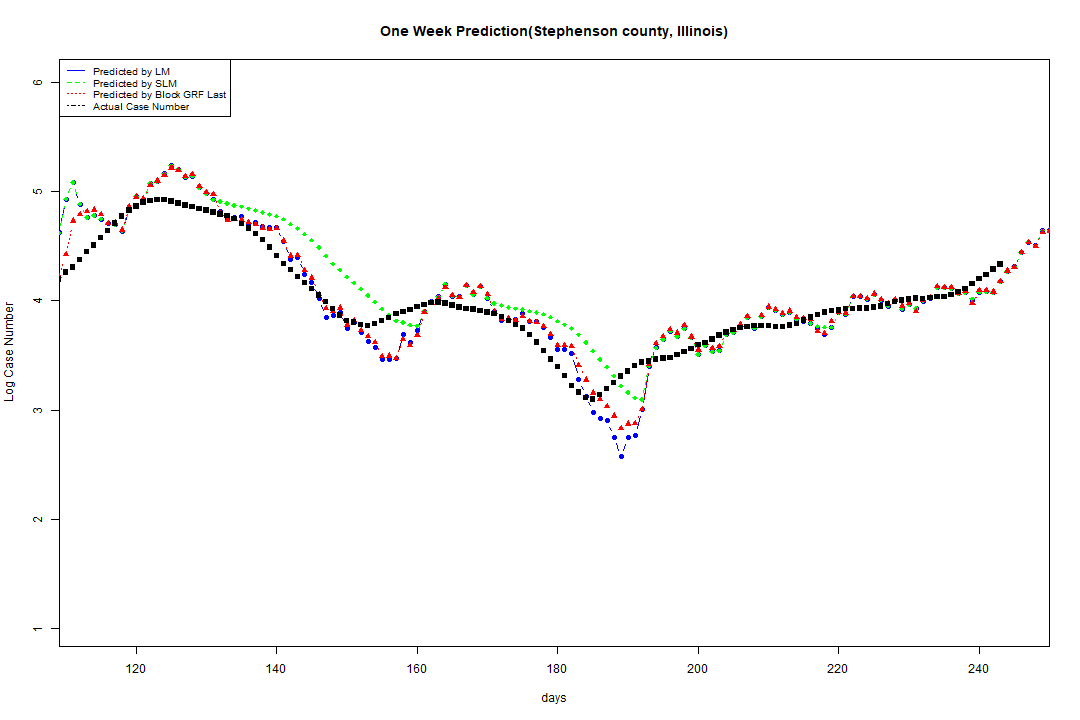 One Week Prediction(Stephenson county, Illinois)
Predicted by LM
Predicted by SLM
Predicted by Block GRF Last
Actual Case Number
6
5
4
3
2
1
Log Case Number
120 140 160 180 200 220 240
days